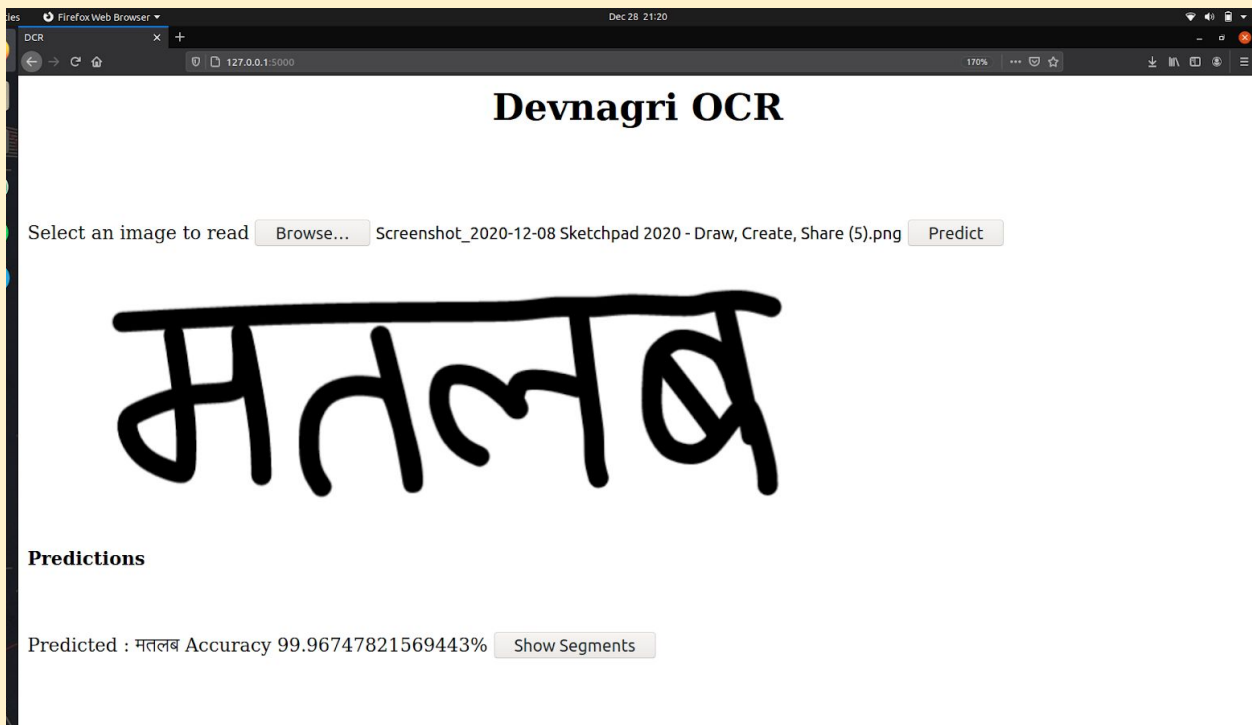 ies Firefox Web Browser Dec 28 21:20
DCR
127.0.0.1:5000 170%
Devnagri OCR
Select an image to read Browse... Screenshot_2020-12-08 Sketchpad 2020 - Draw, Create, Share (5).png Predict
मतलब
Predictions
Predicted : मतलब Accuracy 99.96747821569443% Show Segments